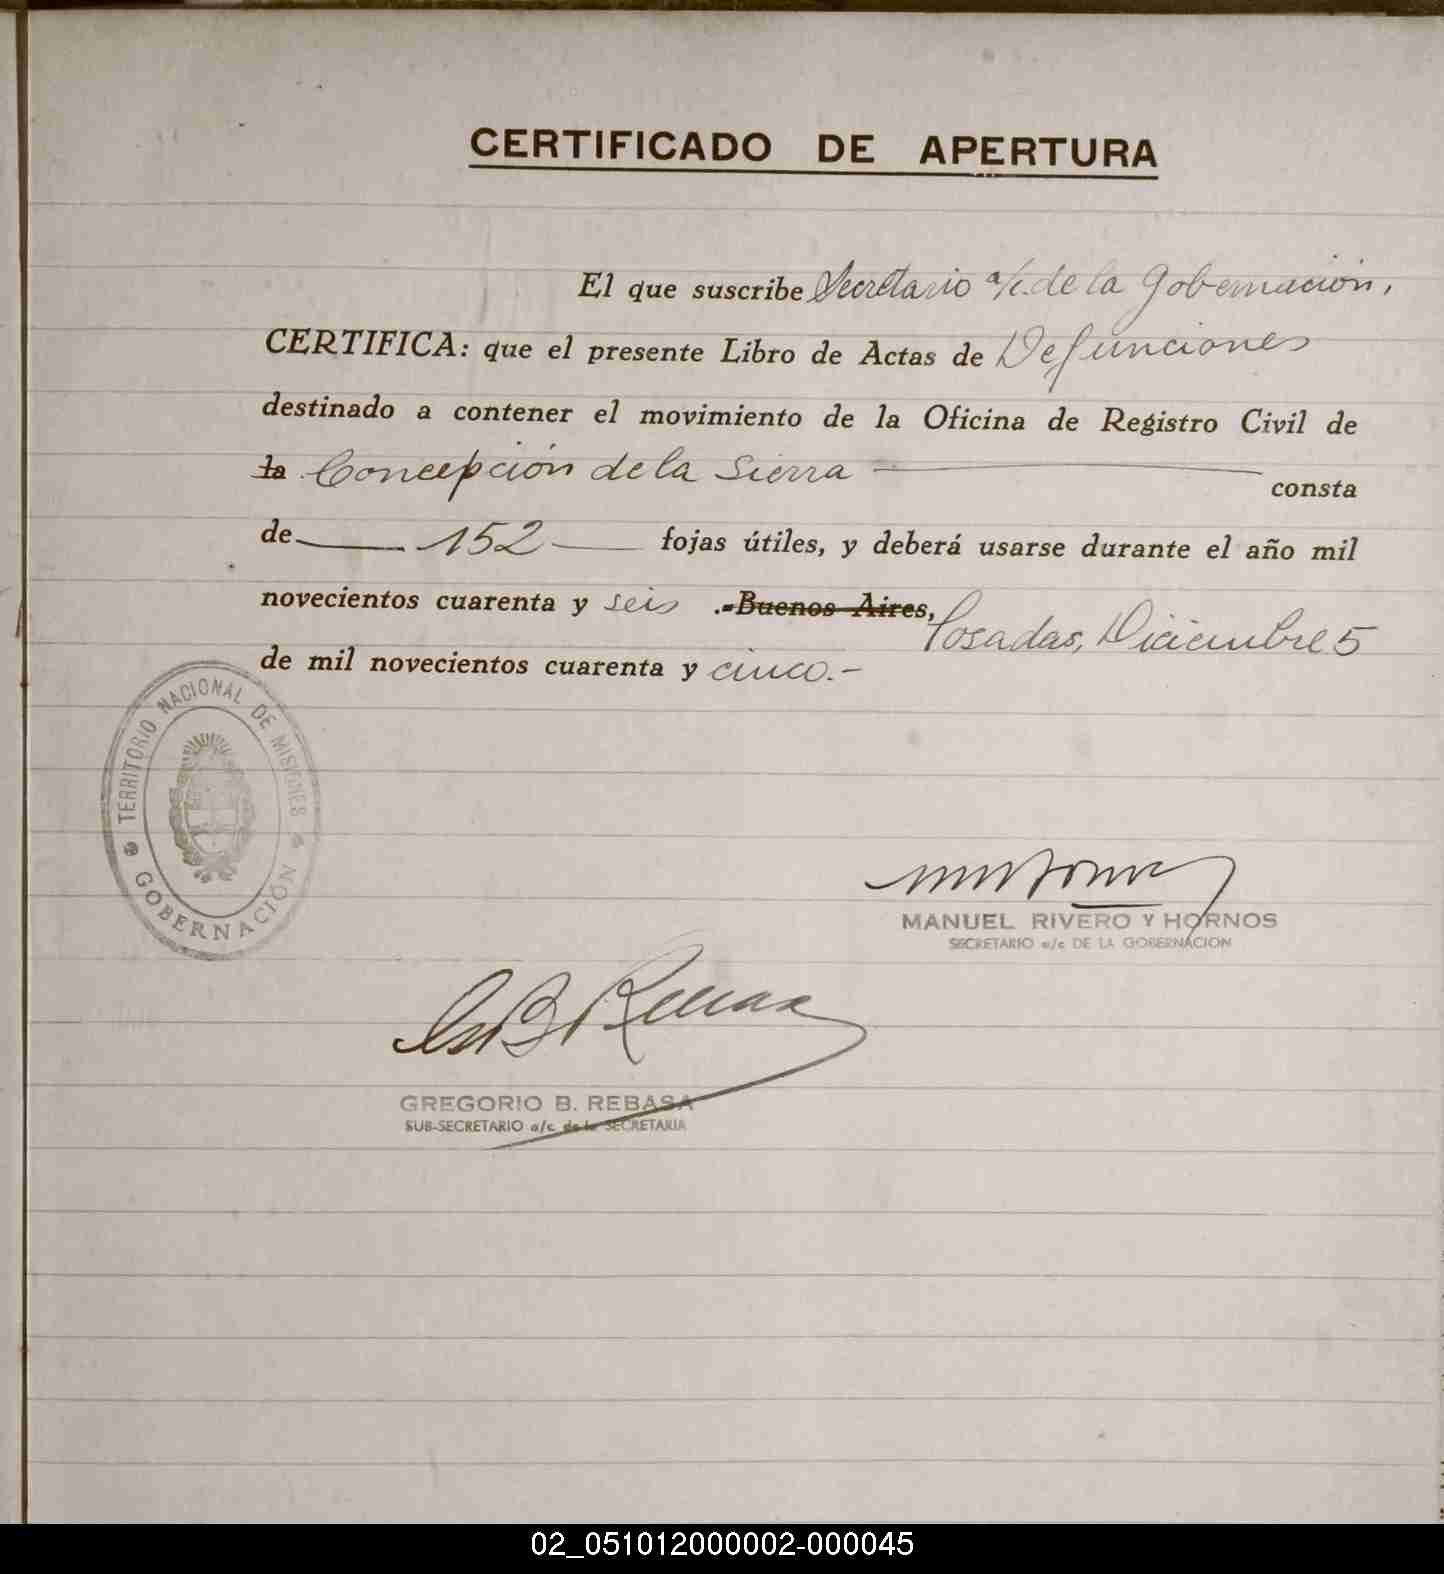 CERTIFICADO DE APERTURA
El que suscribe Secretario a/c. de la Gobernación,
CERTIFICA: que el presente Libro de Actas de Defunciones
destinado a contener el movimiento de la Oficina de Registro Civil de
la Concepción de la Sierra — consta
de — 152 — fojas útiles, y deberá usarse durante el año mil
novecientos cuarenta y seis .-Buenos Aires, Posadas, Diciembre 5
de mil novecientos cuarenta y cinco.-
TERRITORIO NACIONAL DE MISIONES
GOBERNACIÓN
MANUEL RIVERO Y HORNOS
SECRETARIO a/c DE LA GOBERNACION
GREGORIO B. REBASA
SUB-SECRETARIO a/c de la SECRETARIA
02_051012000002-000045